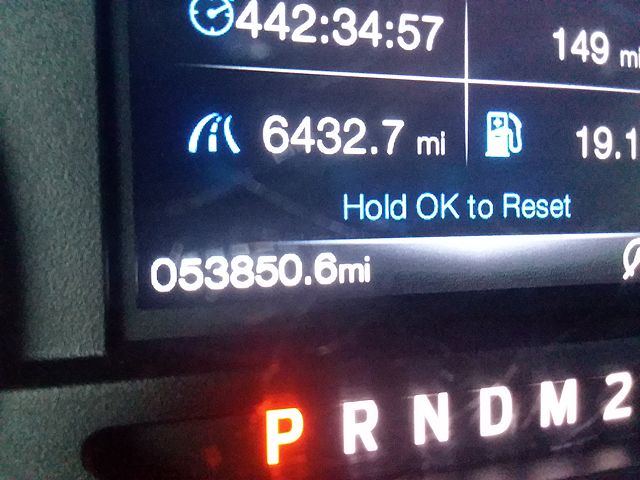 442:34:57
149 mi
6432.7 mi
19.1
Hold OK to Reset
053850.6mi
P R N D M 2